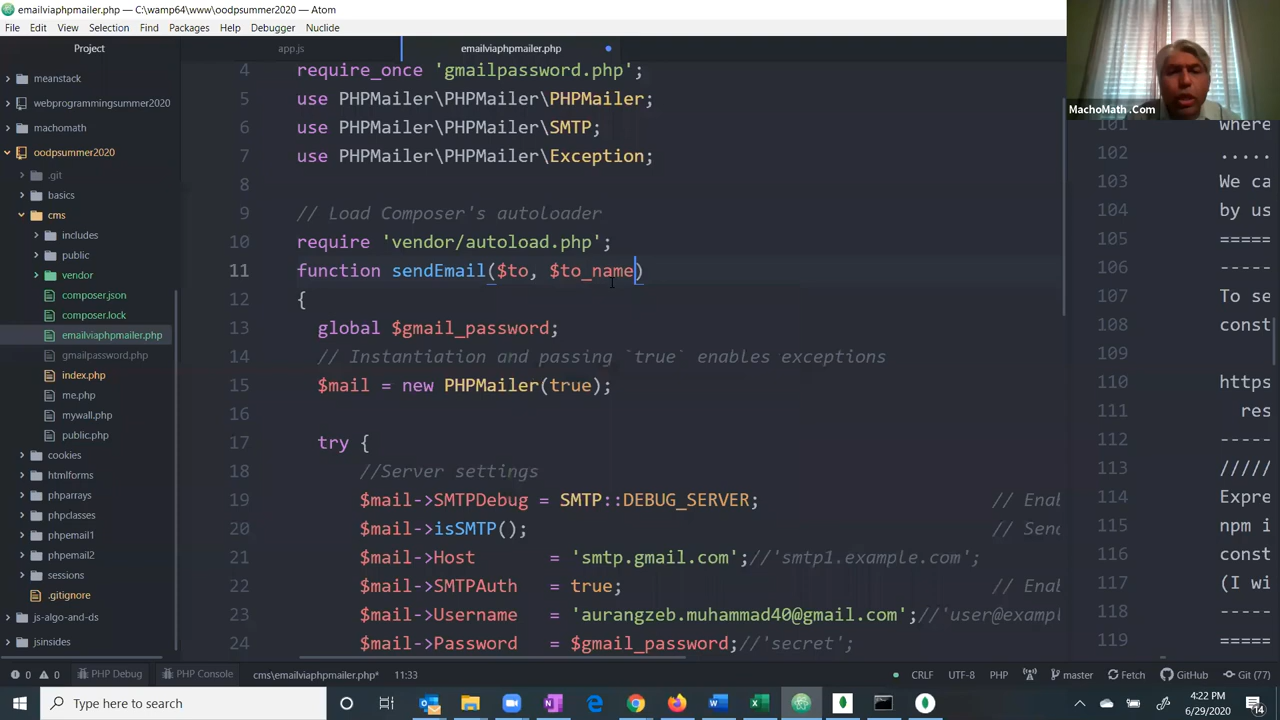 emailviaphpmailer.php — C:\wamp64\www\oodpsummer2020 — Atom
File Edit View Selection Find Packages Help Debugger Nuclide
Project
app.js
emailviaphpmailer.php
meanstack
webprogrammingsummer2020
machomath
oodpsummer2020
.git
basics
cms
includes
public
vendor
composer.json
composer.lock
emailviaphpmailer.php
gmailpassword.php
index.php
me.php
mywall.php
public.php
cookies
htmlforms
phparrays
phpclasses
phpemail1
phpemail2
sessions
.gitignore
js-algo-and-ds
jsinsides
4 require_once 'gmailpassword.php';
5 use PHPMailer\PHPMailer\PHPMailer;
6 use PHPMailer\PHPMailer\SMTP;
7 use PHPMailer\PHPMailer\Exception;
8
9 // Load Composer's autoloader
10 require 'vendor/autoload.php';
11 function sendEmail($to, $to_name)
12 {
13 global $gmail_password;
14 // Instantiation and passing `true` enables exceptions
15 $mail = new PHPMailer(true);
16
17 try {
18 //Server settings
19 $mail->SMTPDebug = SMTP::DEBUG_SERVER; // Enab
20 $mail->isSMTP(); // Send
21 $mail->Host = 'smtp.gmail.com';//'smtp1.example.com';
22 $mail->SMTPAuth = true; // Enab
23 $mail->Username = 'aurangzeb.muhammad40@gmail.com';//'user@exampl
24 $mail->Password = $gmail_password;//'secret';
MachoMath .Com
101 where
102 .....
103 We ca
104 by us
105 =====
106 -----
107 To se
108 const
109
110 https
111 res
112 -----
113 /////
114 Expre
115 npm i
116 const
117 (I wi
118 -----
119 =====
0 0 PHP Debug PHP Console cms\emailviaphpmailer.php* 11:33
CRLF UTF-8 PHP master Fetch GitHub Git (77)
Type here to search
4:22 PM
6/29/2020
14